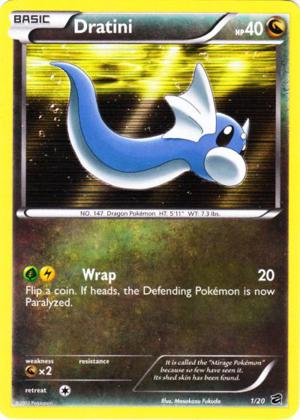 BASIC
Dratini
HP 40
NO. 147 Dragon Pokémon HT. 5'11" WT. 7.3 lbs.
Wrap 20
Flip a coin. If heads, the Defending Pokémon is now
Paralyzed.
weakness resistance
×2
It is called the "Mirage Pokémon"
because so few have seen it.
Its shed skin has been found.
retreat
Illus. Masakazu Fukuda
1/20